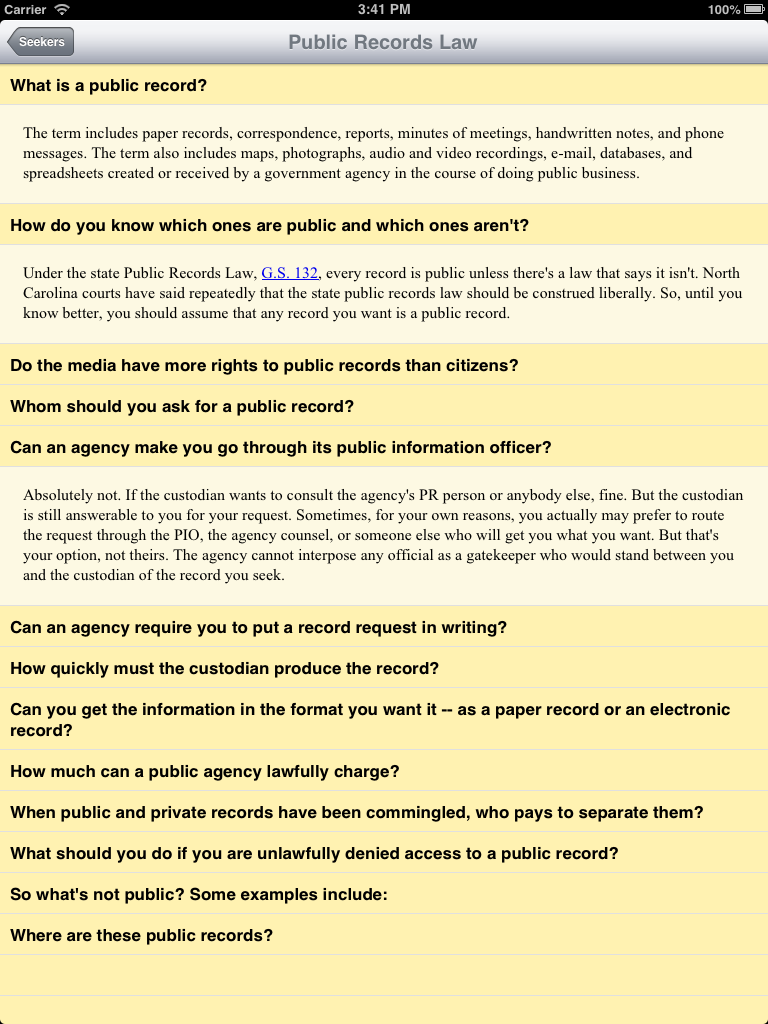 Carrier
3:41 PM
100%
Seekers
Public Records Law
What is a public record?
The term includes paper records, correspondence, reports, minutes of meetings, handwritten notes, and phone
messages. The term also includes maps, photographs, audio and video recordings, e-mail, databases, and
spreadsheets created or received by a government agency in the course of doing public business.
How do you know which ones are public and which ones aren't?
Under the state Public Records Law, G.S. 132, every record is public unless there's a law that says it isn't. North
Carolina courts have said repeatedly that the state public records law should be construed liberally. So, until you
know better, you should assume that any record you want is a public record.
Do the media have more rights to public records than citizens?
Whom should you ask for a public record?
Can an agency make you go through its public information officer?
Absolutely not. If the custodian wants to consult the agency's PR person or anybody else, fine. But the custodian
is still answerable to you for your request. Sometimes, for your own reasons, you actually may prefer to route
the request through the PIO, the agency counsel, or someone else who will get you what you want. But that's
your option, not theirs. The agency cannot interpose any official as a gatekeeper who would stand between you
and the custodian of the record you seek.
Can an agency require you to put a record request in writing?
How quickly must the custodian produce the record?
Can you get the information in the format you want it -- as a paper record or an electronic
record?
How much can a public agency lawfully charge?
When public and private records have been commingled, who pays to separate them?
What should you do if you are unlawfully denied access to a public record?
So what's not public? Some examples include:
Where are these public records?